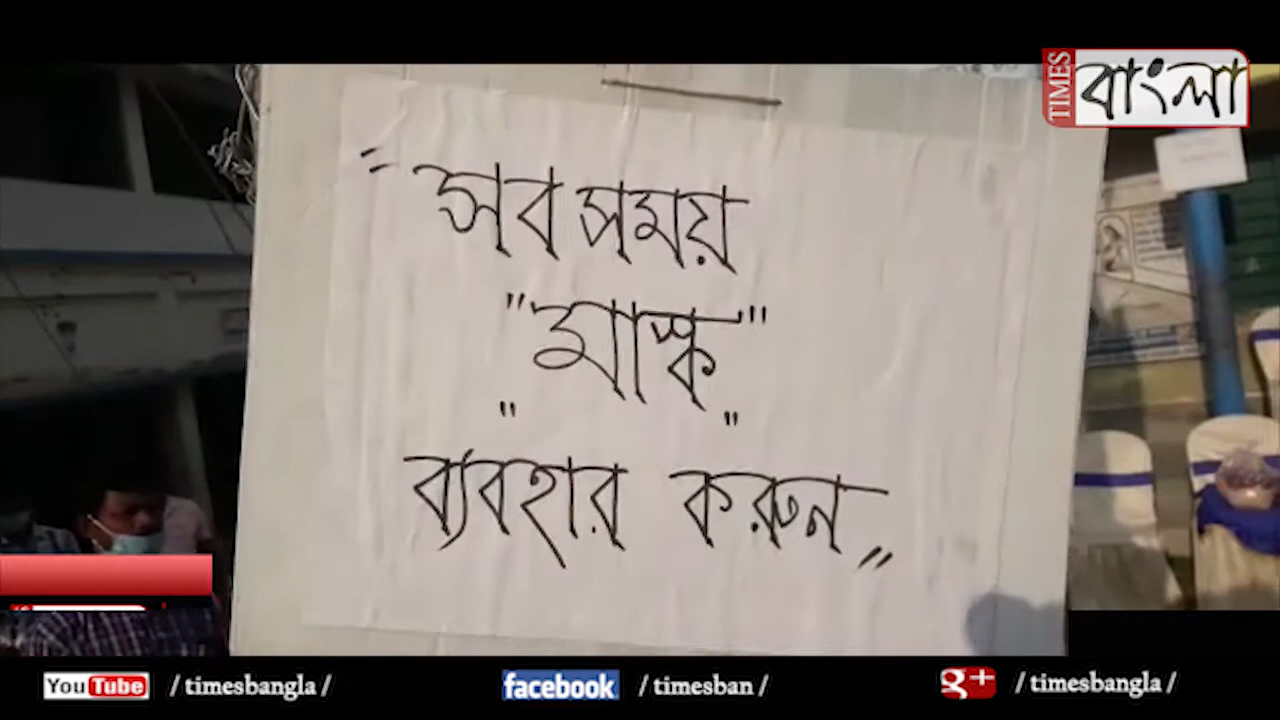 TIMES বাংলা
" সব সময়
"মাস্ক"
" "
ব্যবহার করুন "
YouTube / timesbangla /
facebook / timesban /
g+ / timesbangla /